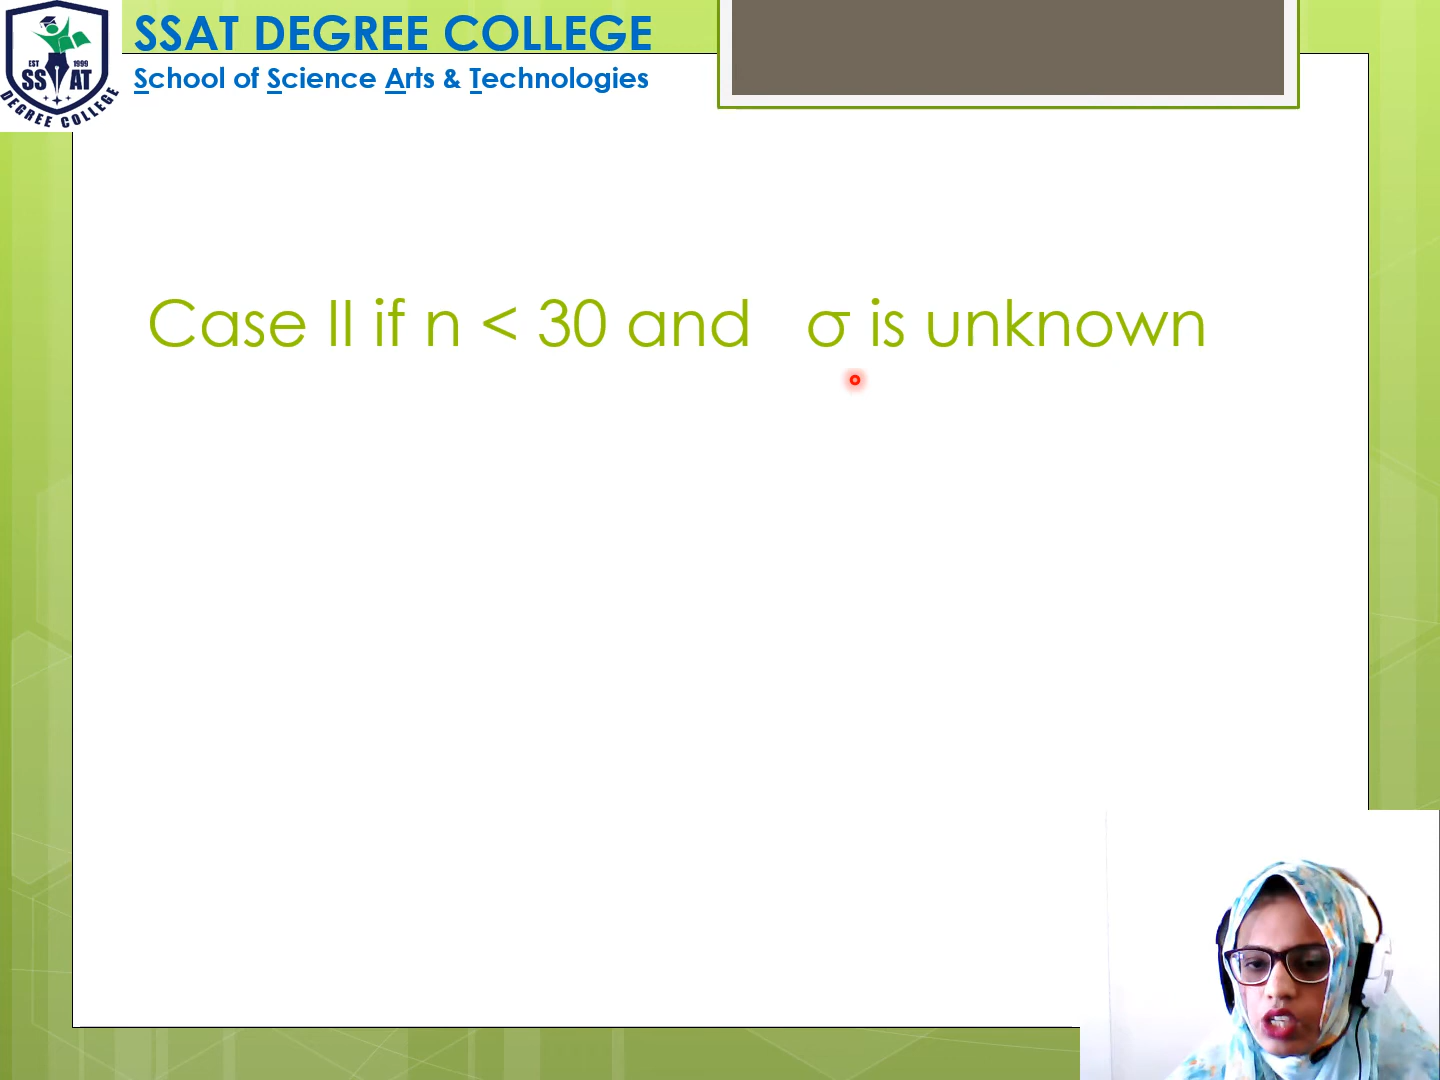 SSAT DEGREE COLLEGE
School of Science Arts & Technologies
EST 1999
SS AT
DEGREE COLLEGE
Case II if n < 30 and σ is unknown